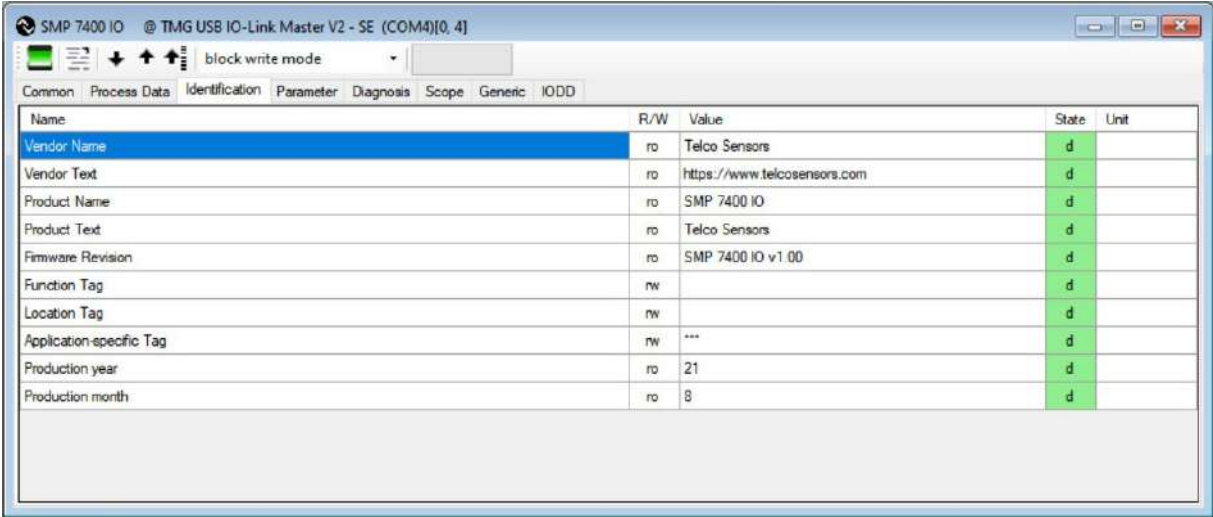 SMP 7400 IO @ TMG USB IO-Link Master V2 - SE (COM4)[0, 4]
block write mode
Common Process Data Identification Parameter Diagnosis Scope Generic IODD
Name R/W Value State Unit
Vendor Name ro Telco Sensors d
Vendor Text ro https://www.telcosensors.com d
Product Name ro SMP 7400 IO d
Product Text ro Telco Sensors d
Firmware Revision ro SMP 7400 IO v1.00 d
Function Tag rw d
Location Tag rw d
Application-specific Tag rw *** d
Production year ro 21 d
Production month ro 8 d